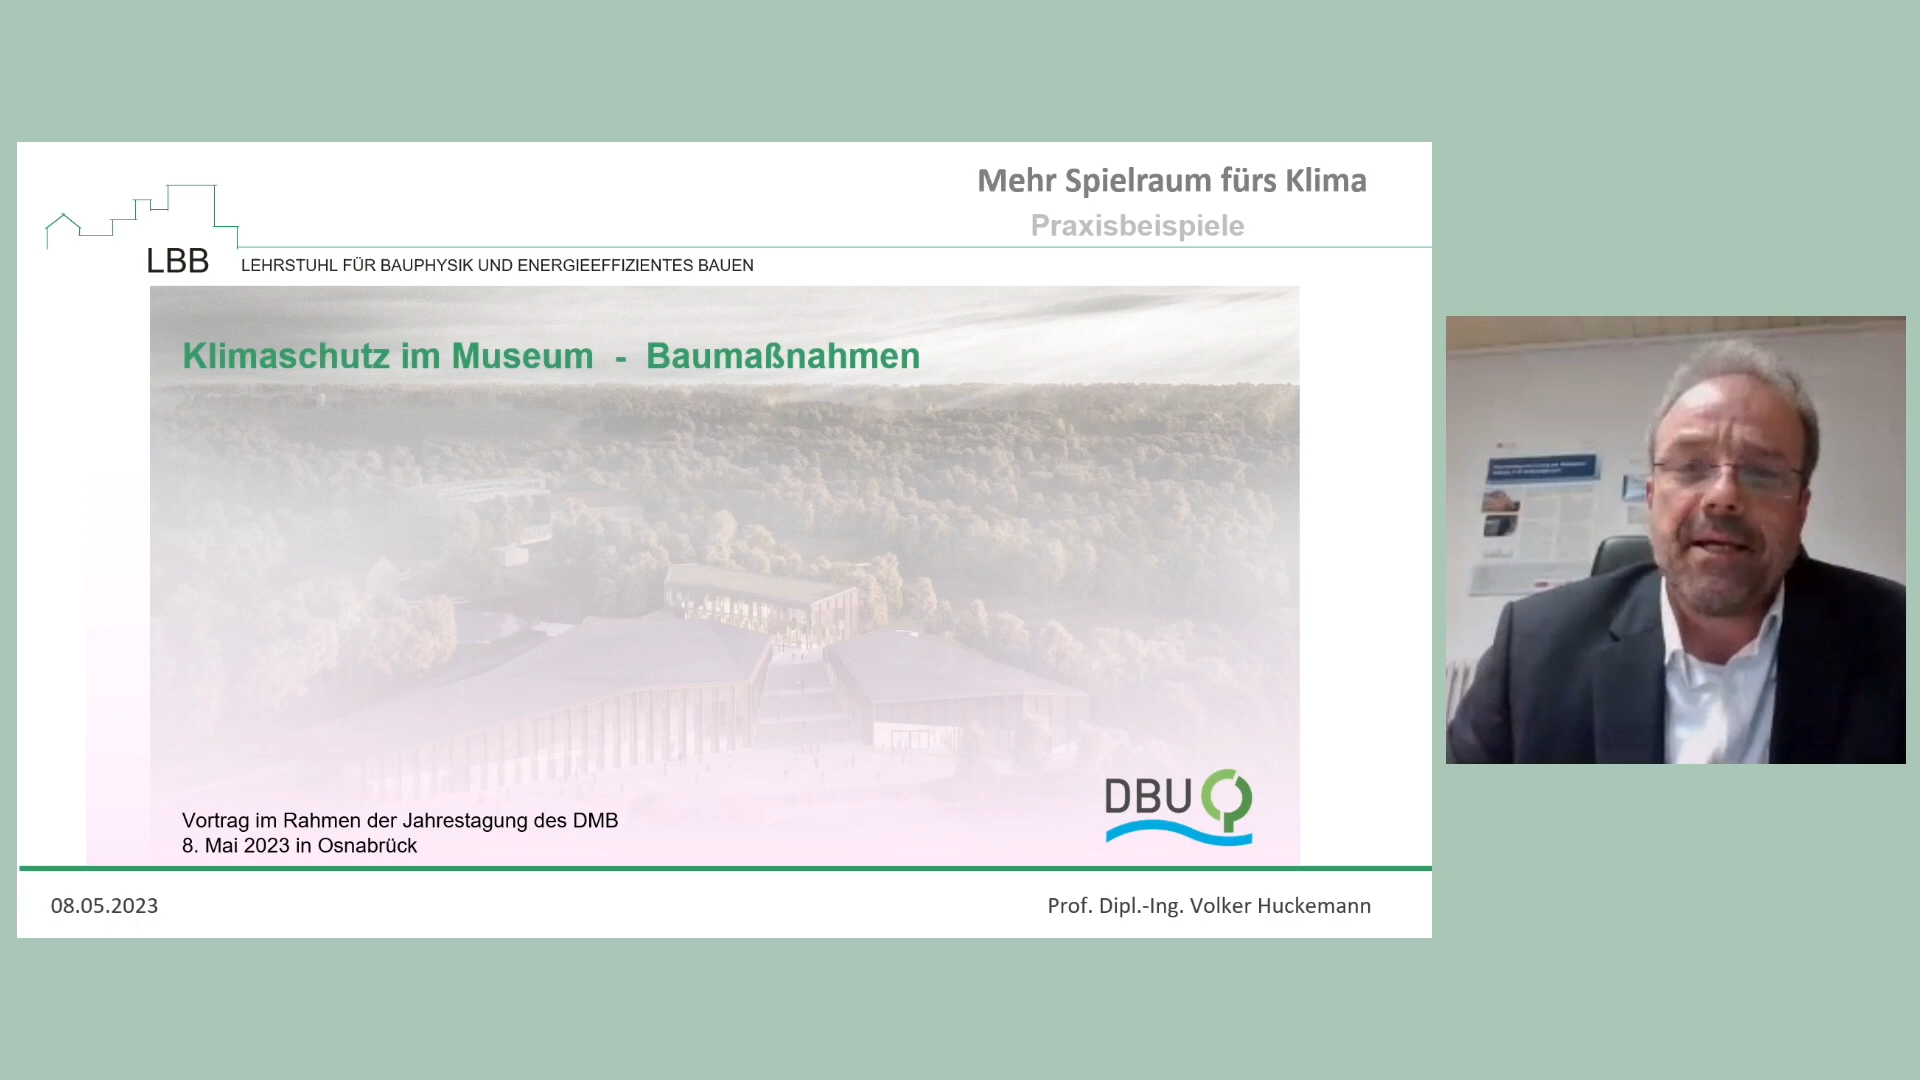 Mehr Spielraum fürs Klima
Praxisbeispiele
LBB
LEHRSTUHL FÜR BAUPHYSIK UND ENERGIEEFFIZIENTES BAUEN
Klimaschutz im Museum - Baumaßnahmen
Vortrag im Rahmen der Jahrestagung des DMB
8. Mai 2023 in Osnabrück
DBU
08.05.2023
Prof. Dipl.-Ing. Volker Huckemann